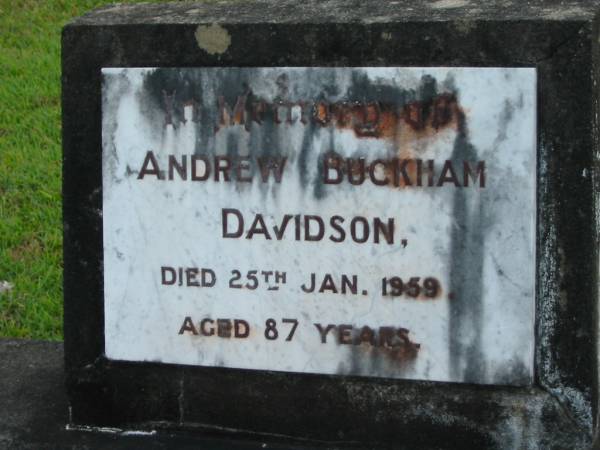 In Memory of
ANDREW BUCKHAM
DAVIDSON,
DIED 25TH JAN. 1959.
AGED 87 YEARS.